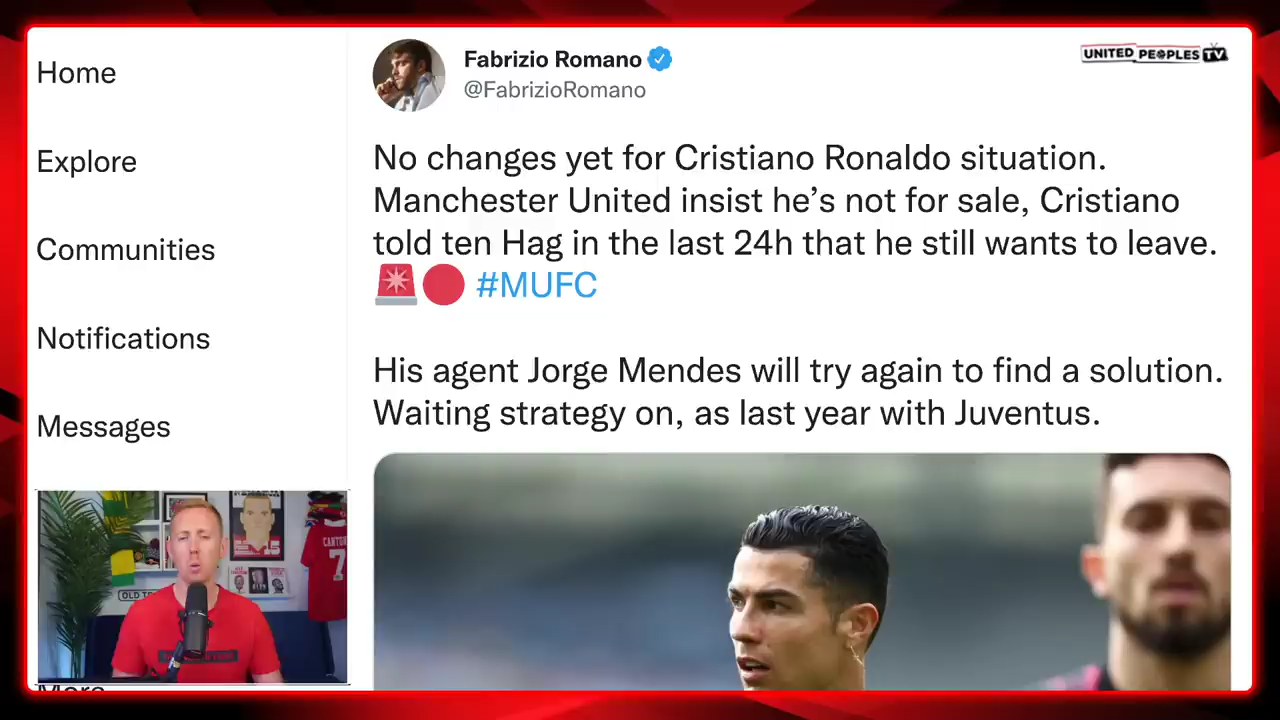 Home
Explore
Communities
Notifications
Messages
More
Fabrizio Romano
@FabrizioRomano
UNITED PEOPLES TV
No changes yet for Cristiano Ronaldo situation.
Manchester United insist he’s not for sale, Cristiano
told ten Hag in the last 24h that he still wants to leave.
#MUFC
His agent Jorge Mendes will try again to find a solution.
Waiting strategy on, as last year with Juventus.
CANTONA
7